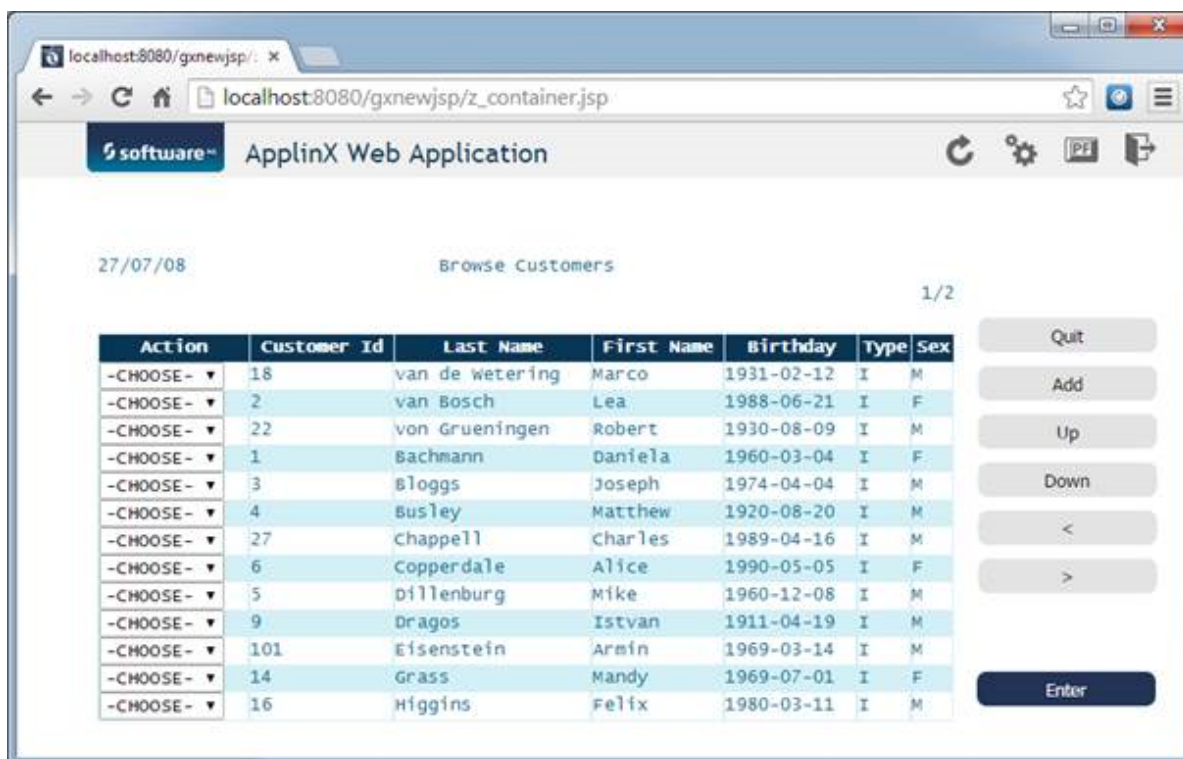 localhost:8080/gxnewjsp/:
localhost:8080/gxnewjsp/z_container.jsp
software ApplinX Web Application PF
27/07/08 Browse Customers
1/2
Action Customer Id Last Name First Name Birthday Type Sex
-CHOOSE- 18 van de Wetering Marco 1931-02-12 I M
-CHOOSE- 2 van Bosch Lea 1988-06-21 I F
-CHOOSE- 22 von Grueningen Robert 1930-08-09 I M
-CHOOSE- 1 Bachmann Daniela 1960-03-04 I F
-CHOOSE- 3 Bloggs Joseph 1974-04-04 I M
-CHOOSE- 4 Busley Matthew 1920-08-20 I M
-CHOOSE- 27 Chappell Charles 1989-04-16 I M
-CHOOSE- 6 Copperdale Alice 1990-05-05 I F
-CHOOSE- 5 Dillenburg Mike 1960-12-08 I M
-CHOOSE- 9 Dragos Istvan 1911-04-19 I M
-CHOOSE- 101 Eisenstein Armin 1969-03-14 I M
-CHOOSE- 14 Grass Mandy 1969-07-01 I F
-CHOOSE- 16 Higgins Felix 1980-03-11 I M
Quit
Add
Up
Down
<
>
Enter